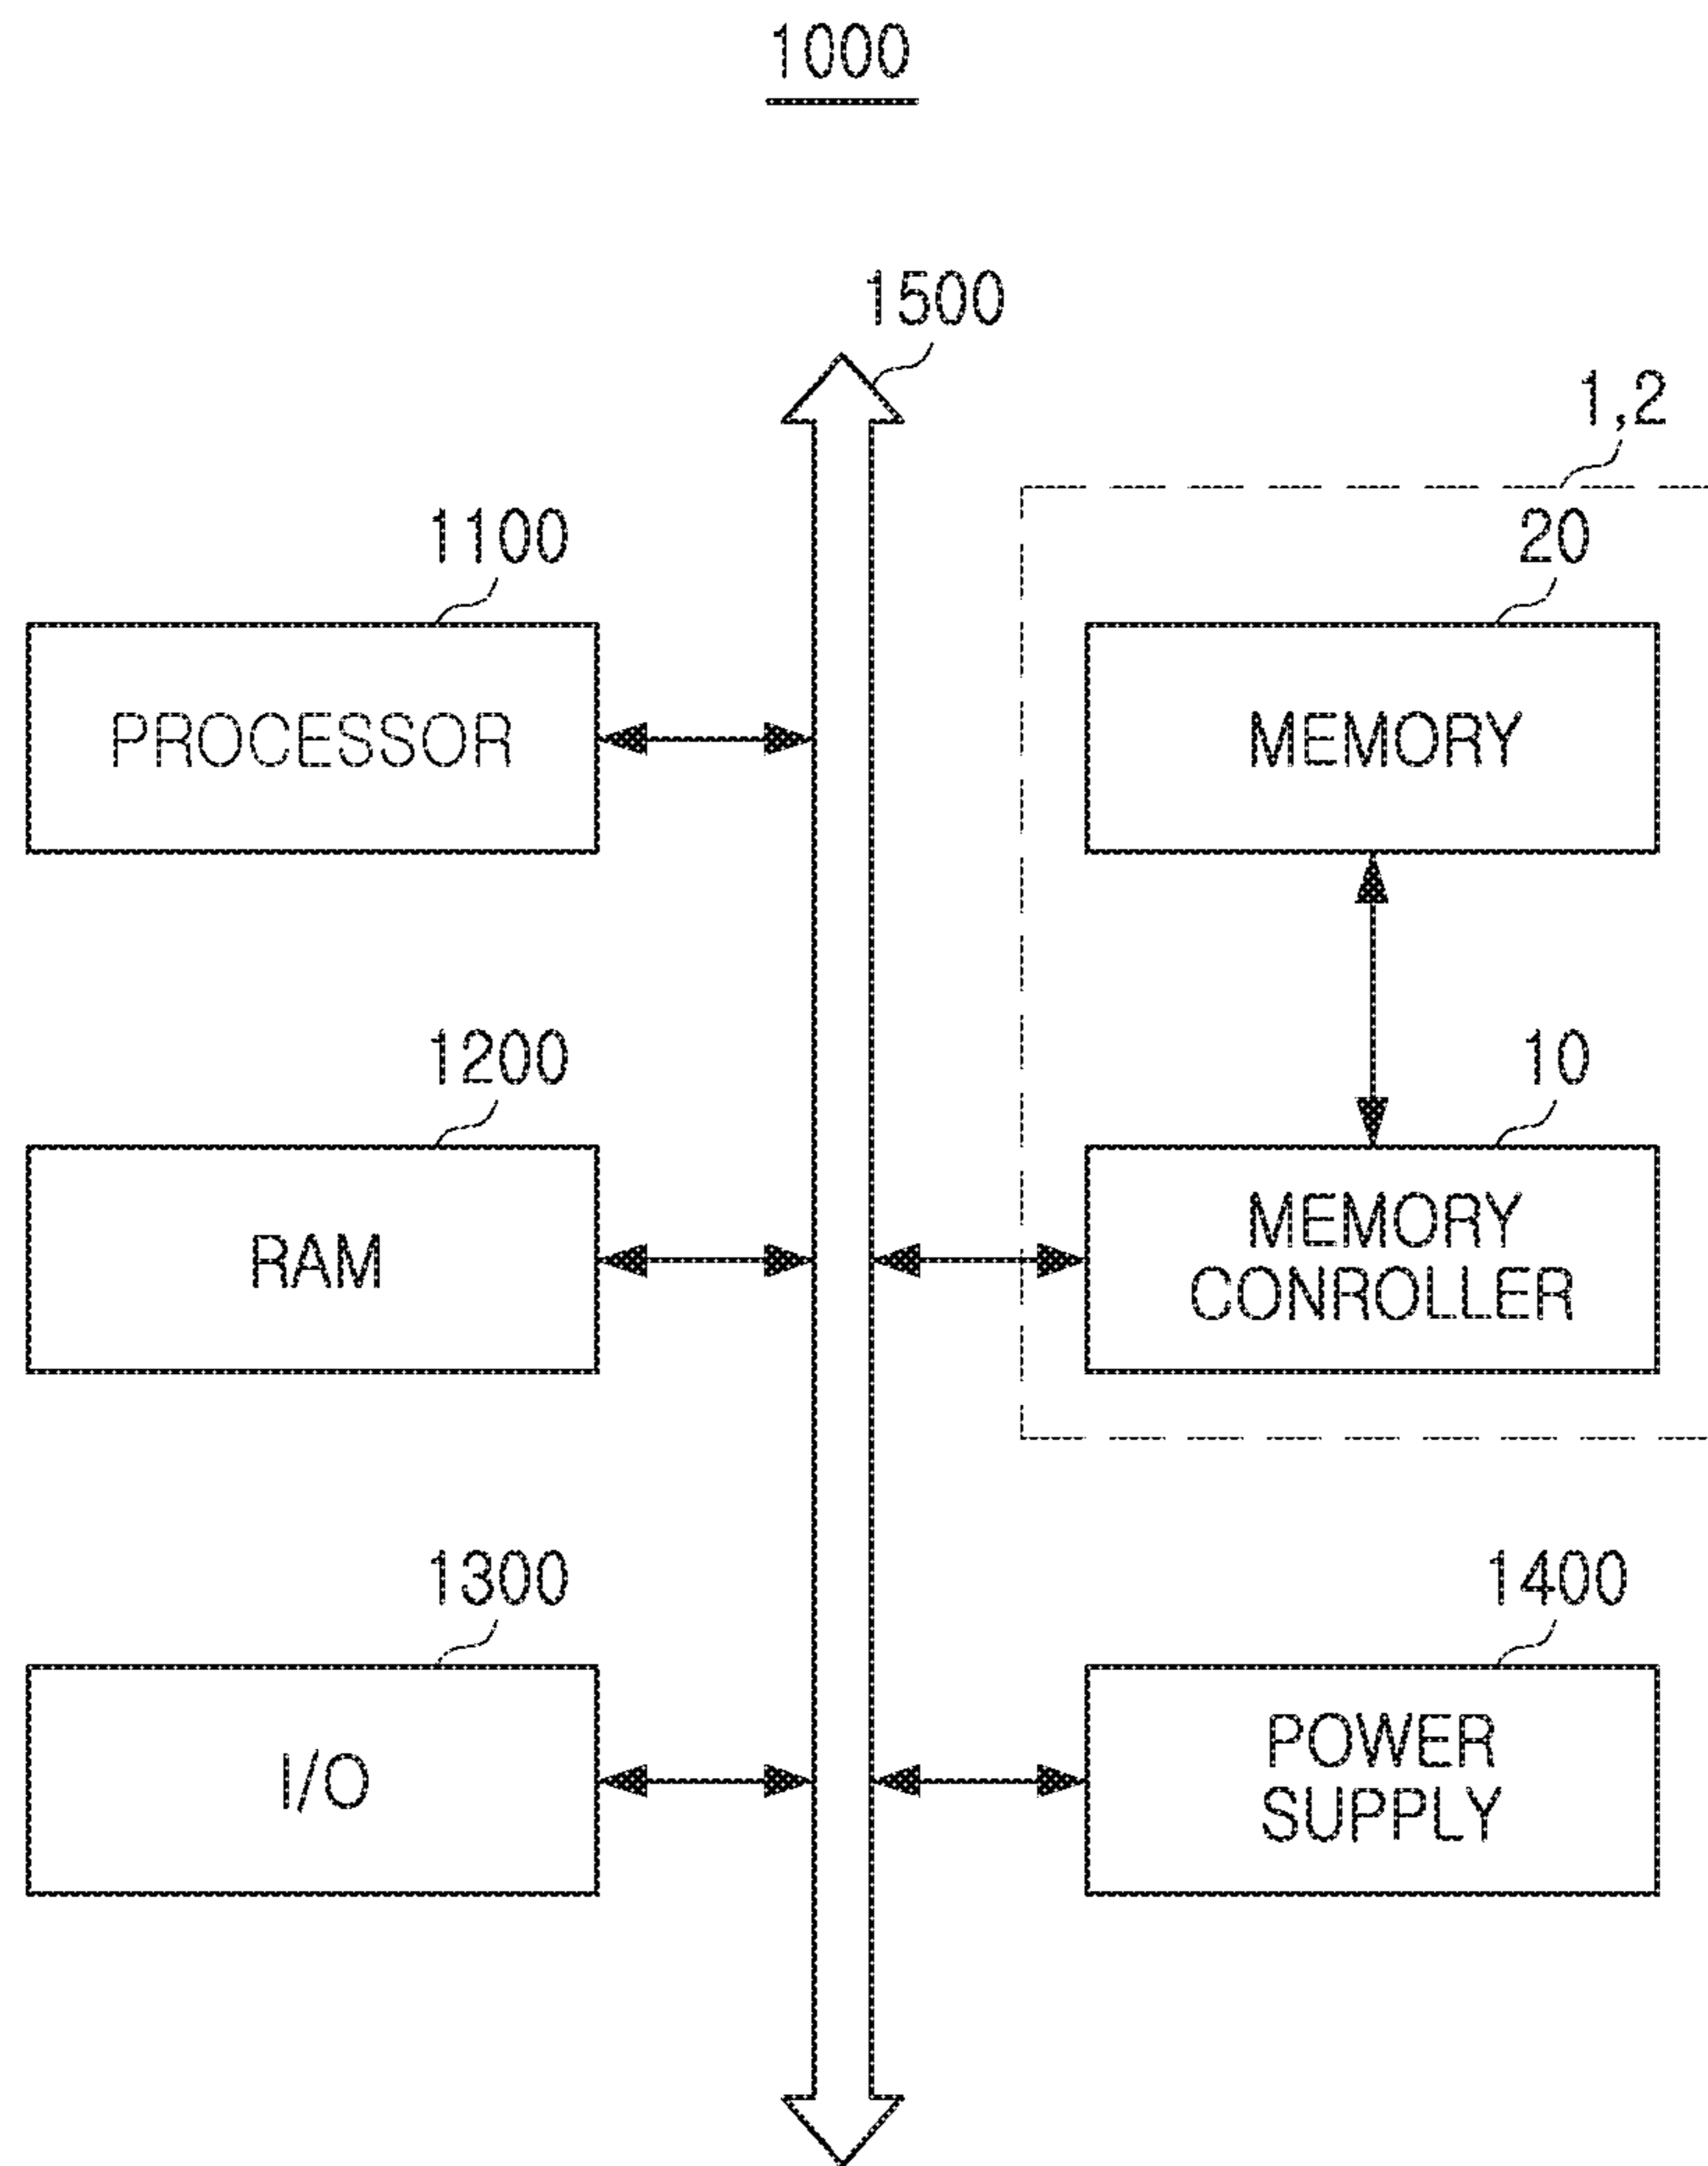 1000
1500
1,2
1100
20
PROCESSOR
MEMORY
1200
10
RAM
MEMORY
CONROLLER
1300
1400
I/O
POWER
SUPPLY